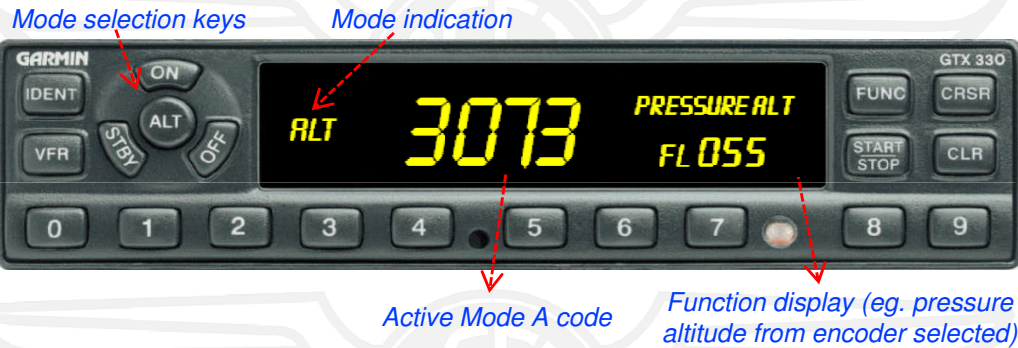 Mode selection keys
Mode indication
GARMIN
GTX 330
IDENT
ON
ALT
3073
PRESSURE ALT
FUNC
CRSR
ALT
VFR
STBY
OFF
FL055
START
STOP
CLR
0 1 2 3 4 5 6 7 8 9
Active Mode A code
Function display (eg. pressure
altitude from encoder selected)